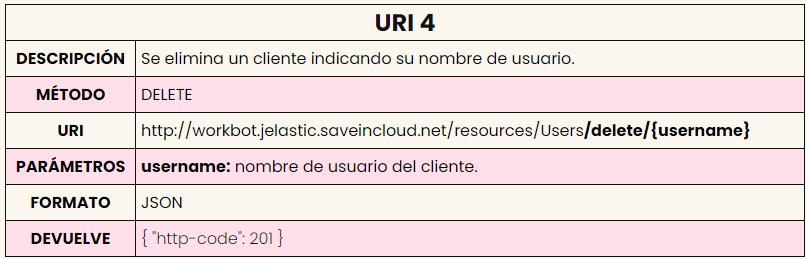 URI 4
DESCRIPCIÓN Se elimina un cliente indicando su nombre de usuario.
MÉTODO DELETE
URI http://workbot.jelastic.saveincloud.net/resources/Users/delete/{username}
PARÁMETROS username: nombre de usuario del cliente.
FORMATO JSON
DEVUELVE { "http-code": 201 }